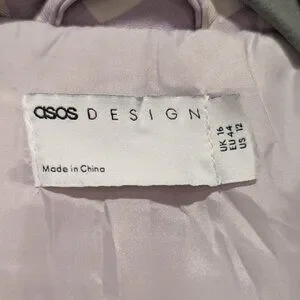 asos DESIGN
Made in China
UK 16
EU 44
US 12